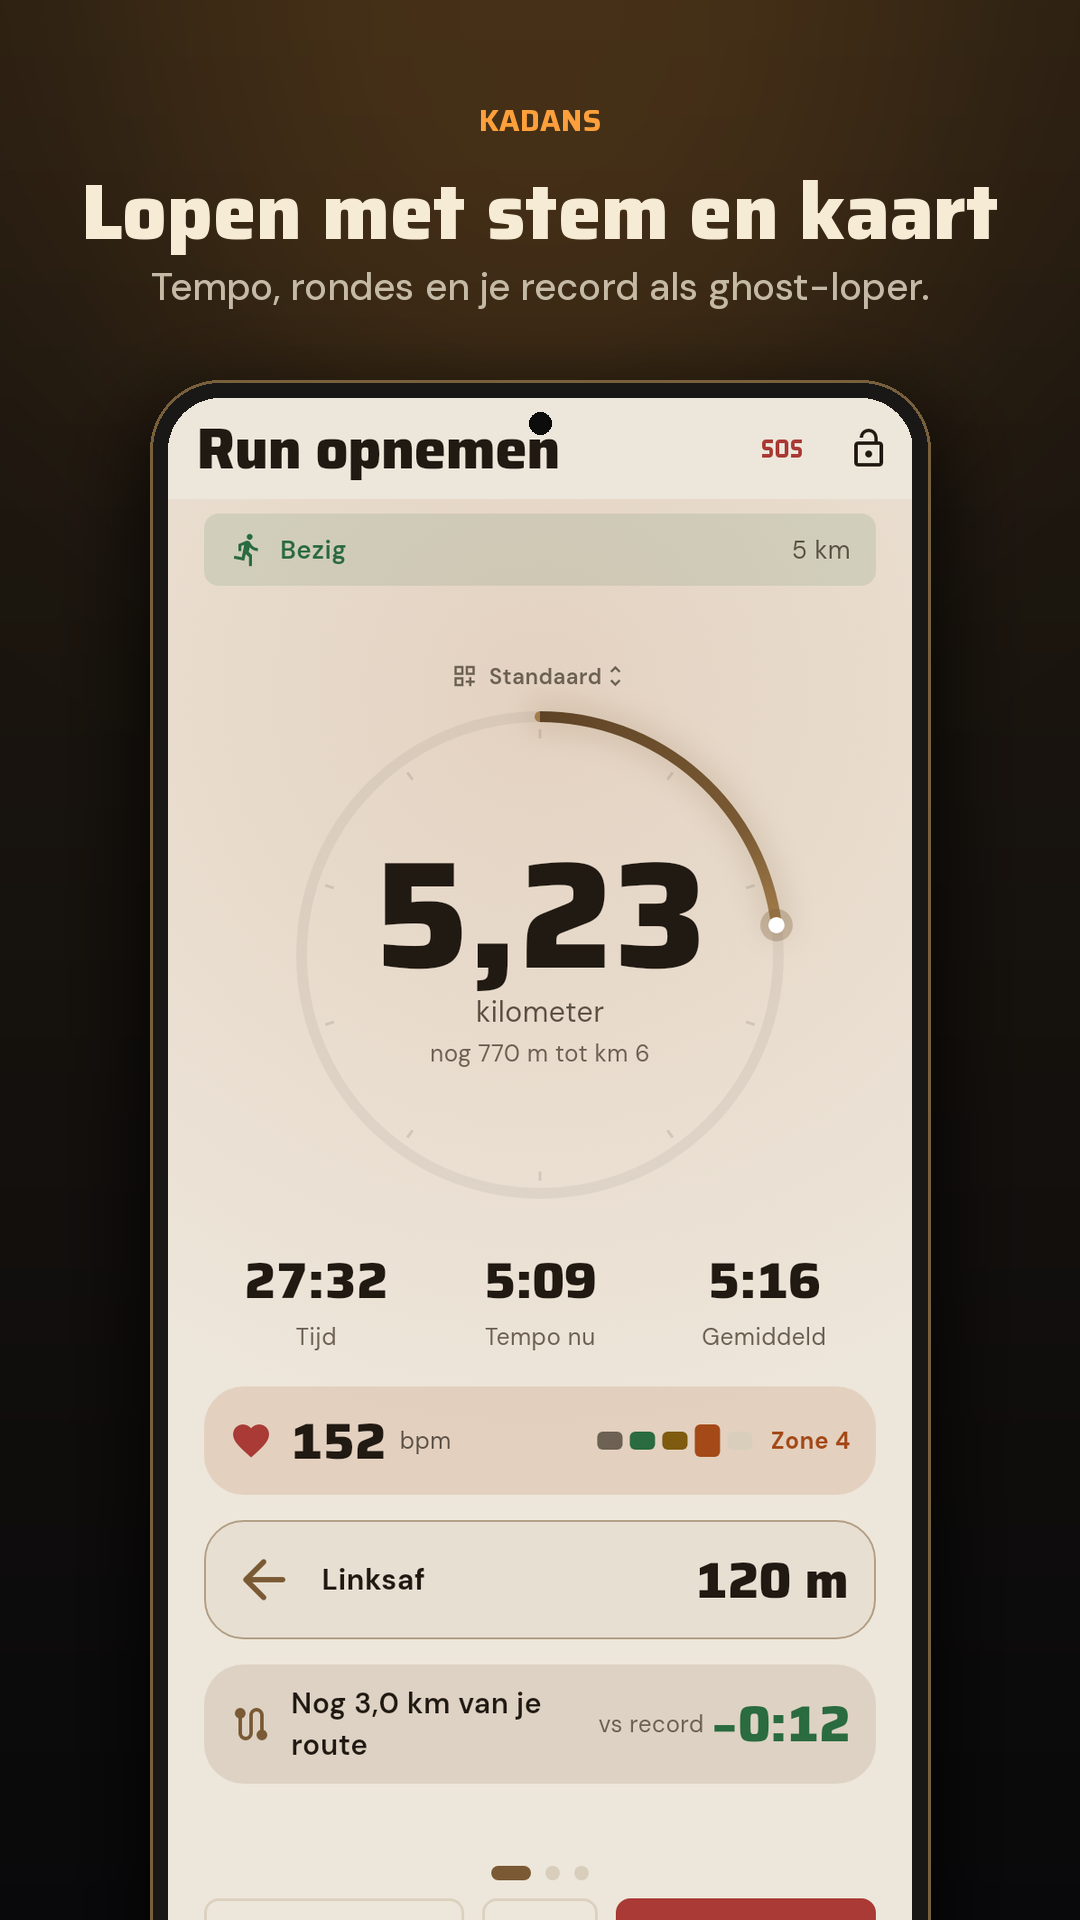 KADANS
Lopen met stem en kaart
Tempo, rondes en je record als ghost-loper.
Run opnemen
SOS
Bezig
5 km
Standaard
5,23
kilometer
nog 770 m tot km 6
27:32
5:09
5:16
Tijd
Tempo nu
Gemiddeld
152 bpm
Zone 4
Linksaf
120 m
Nog 3,0 km van je
route
vs record -0:12